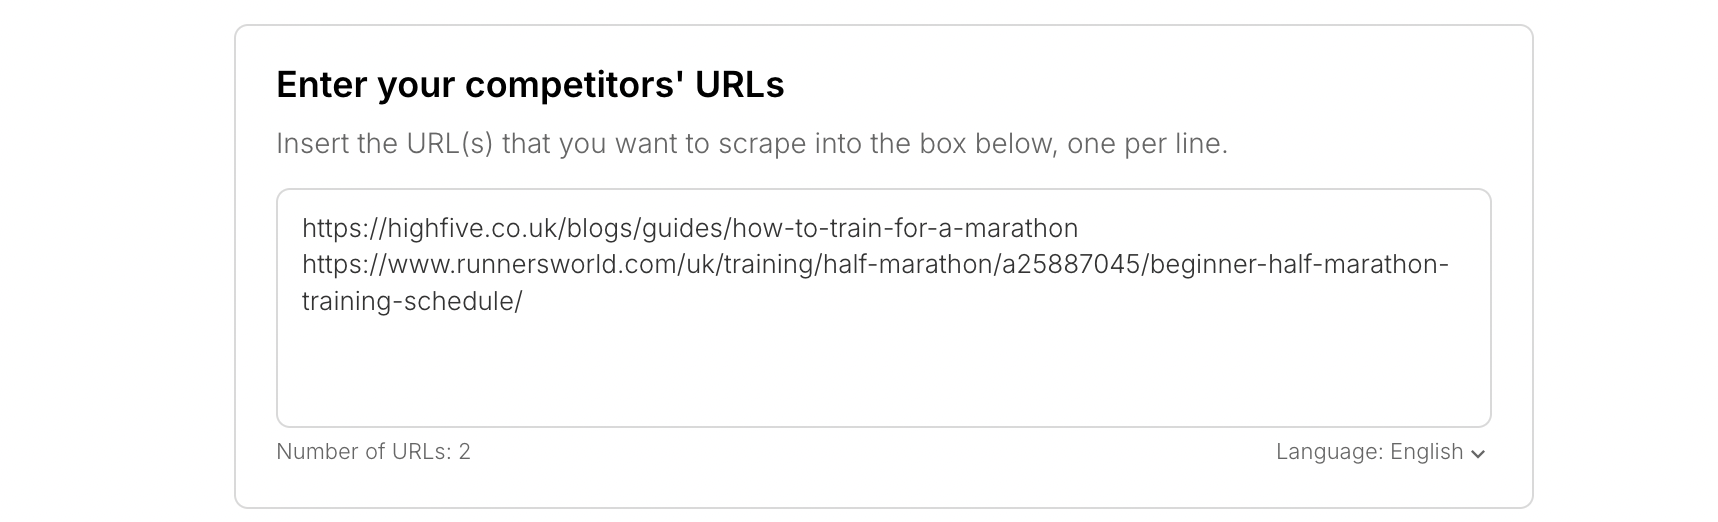 Enter your competitors' URLs
Insert the URL(s) that you want to scrape into the box below, one per line.
https://highfive.co.uk/blogs/guides/how-to-train-for-a-marathon
https://www.runnersworld.com/uk/training/half-marathon/a25887045/beginner-half-marathon-
training-schedule/
Number of URLs: 2
Language: English